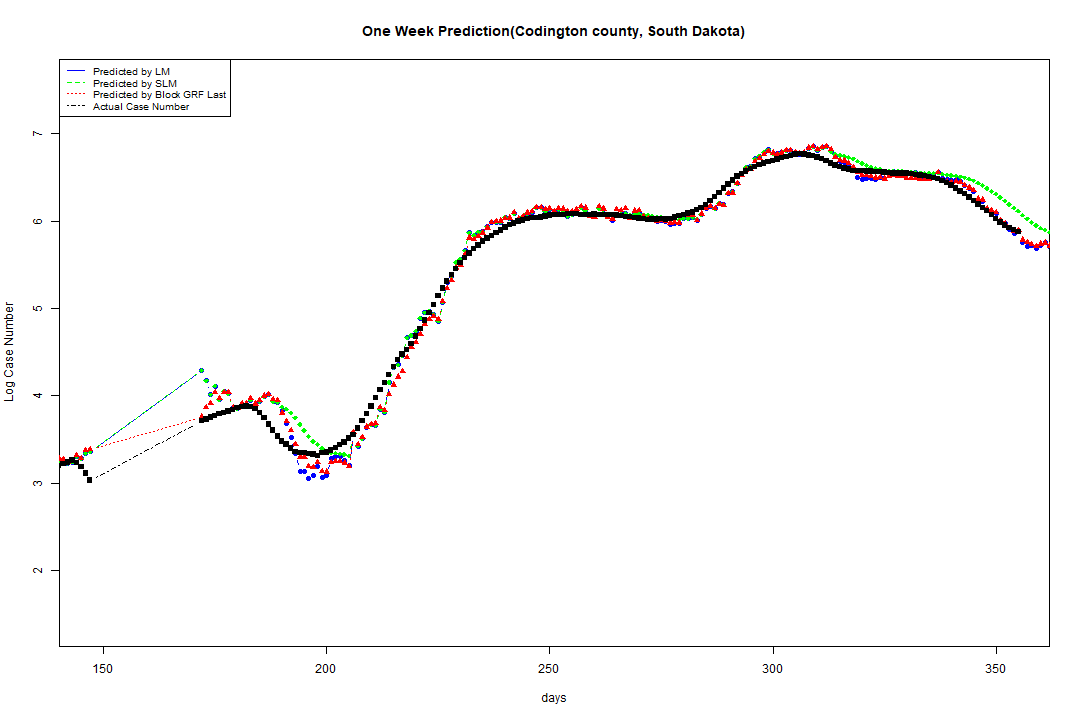 One Week Prediction(Codington county, South Dakota)
Predicted by LM
Predicted by SLM
Predicted by Block GRF Last
Actual Case Number
7
6
5
4
3
2
Log Case Number
150 200 250 300 350
days